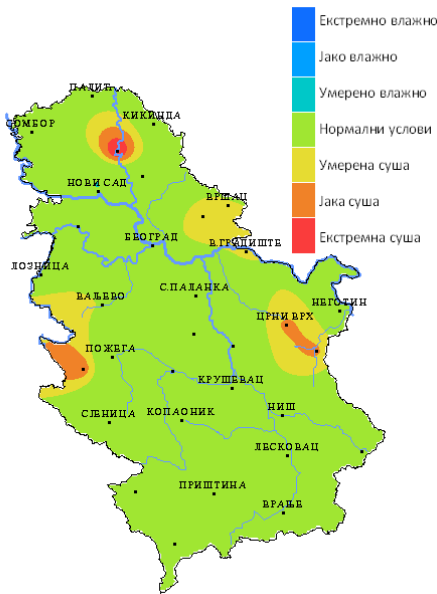 Екстремно влажно
Јако влажно
Умерено влажно
Нормални услови
Умерена суша
Јака суша
Екстремна суша
ПАЛИЋ
СОМБОР
КИКИНДА
НОВИ САД
ВРШАЦ
БЕОГРАД
В.ГРАДИШТЕ
ЛОЗНИЦА
ВАЉЕВО
С.ПАЛАНКА
НЕГОТИН
ЦРНИ ВРХ
ПОЖЕГА
КРУШЕВАЦ
СЈЕНИЦА
КОПАОНИК
НИШ
ЛЕСКОВАЦ
ПРИШТИНА
ВРАЊЕ